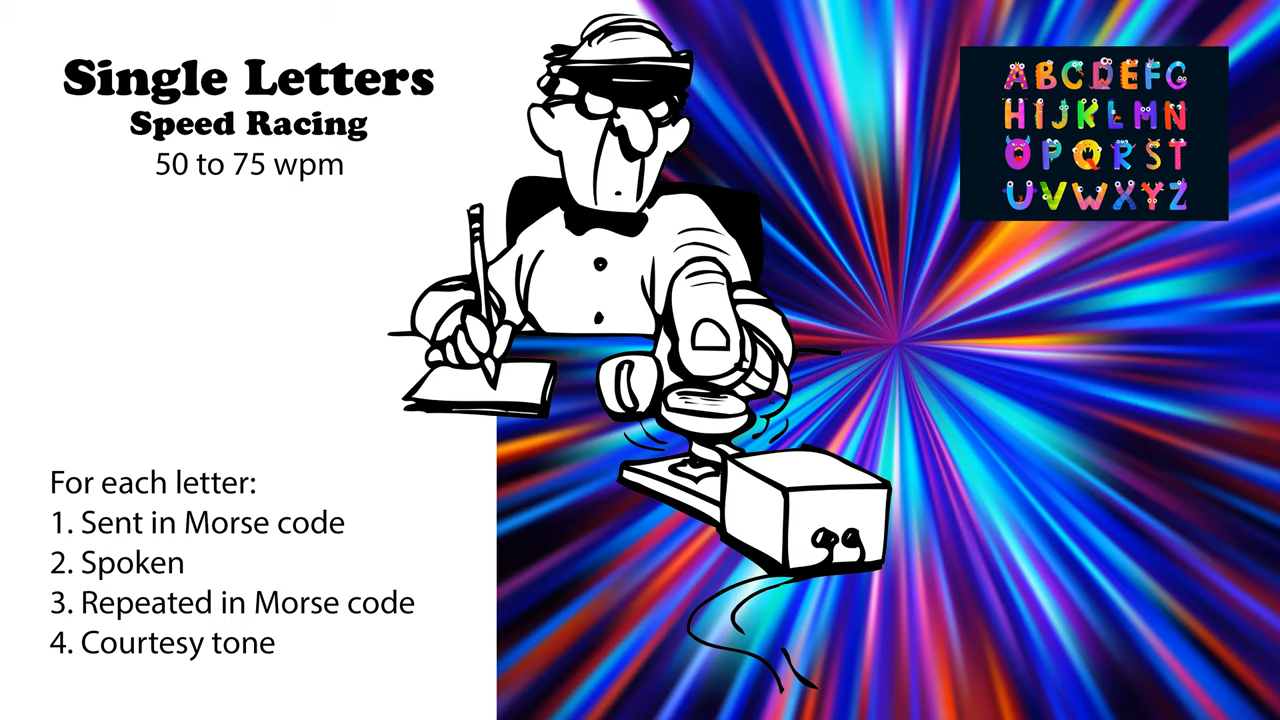 Single Letters
Speed Racing
50 to 75 wpm
ABCDEFG
HIJKLMN
OPQRST
UVWXYZ
For each letter:
1. Sent in Morse code
2. Spoken
3. Repeated in Morse code
4. Courtesy tone